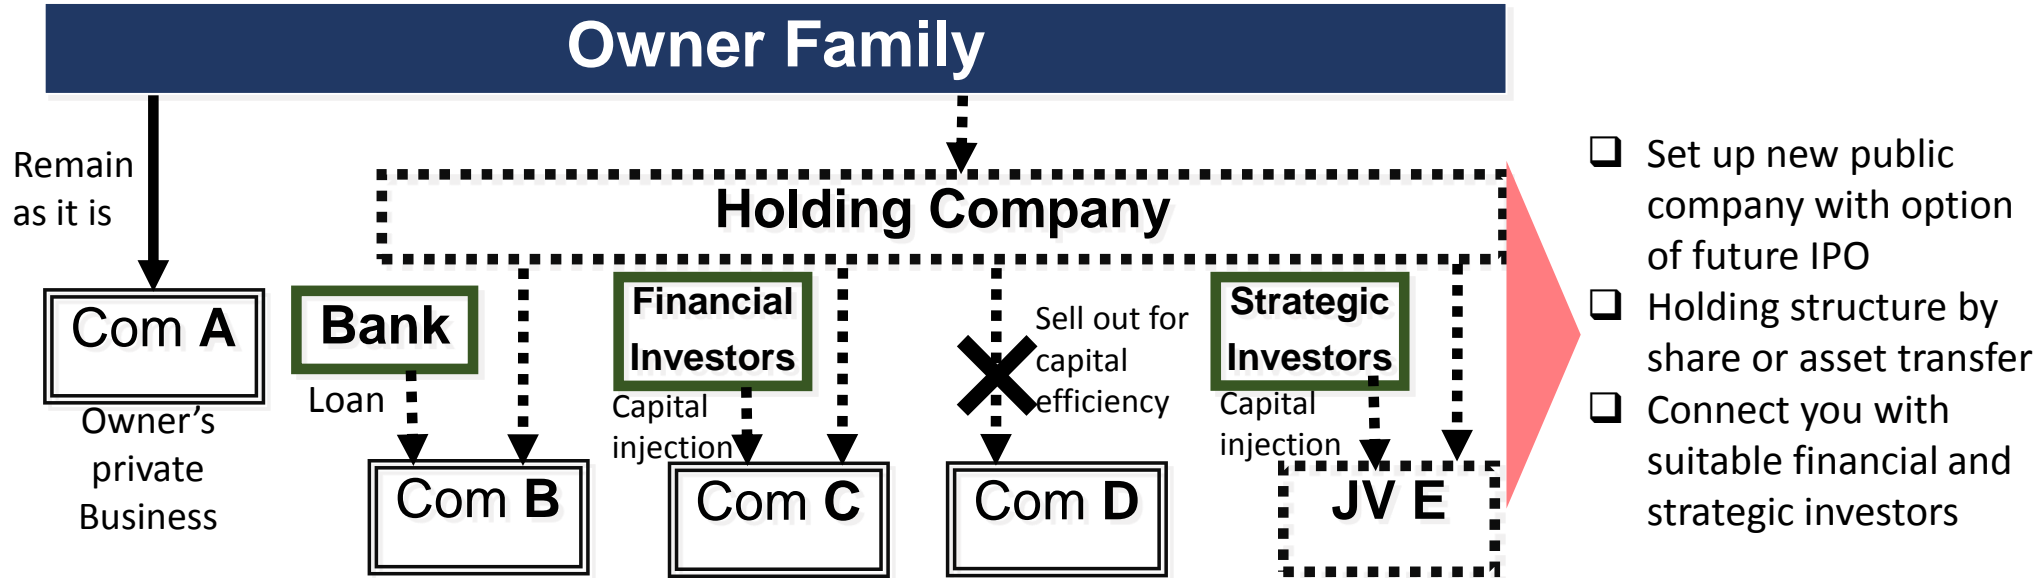 Owner Family
Remain
as it is
Holding Company
Com A
Owner’s
private
Business
Bank
Loan
Com B
Financial
Investors
Capital
injection
Com C
Sell out for
capital
efficiency
Com D
Strategic
Investors
Capital
injection
JV E
❑ Set up new public
company with option
of future IPO
❑ Holding structure by
share or asset transfer
❑ Connect you with
suitable financial and
strategic investors